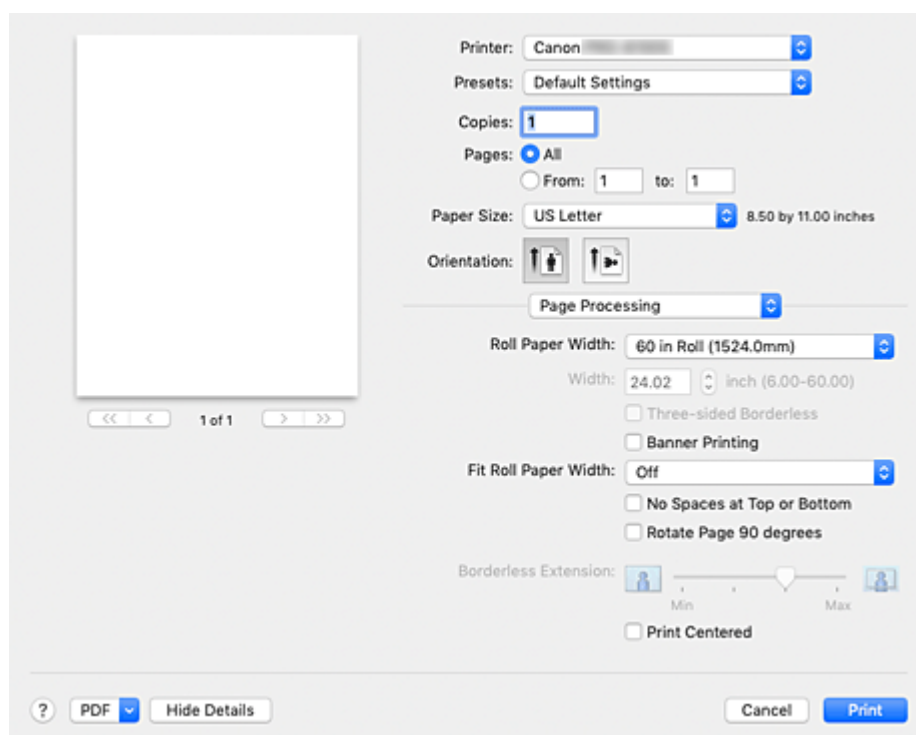 Printer: Canon
Presets: Default Settings
Copies: 1
Pages: All
From: 1 to: 1
Paper Size: US Letter 8.50 by 11.00 inches
Orientation:
Page Processing
Roll Paper Width: 60 in Roll (1524.0mm)
Width: 24.02 inch (6.00-60.00)
Three-sided Borderless
<< < 1 of 1 > >>
Banner Printing
Fit Roll Paper Width: Off
No Spaces at Top or Bottom
Rotate Page 90 degrees
Borderless Extension:
Min Max
Print Centered
? PDF Hide Details Cancel Print